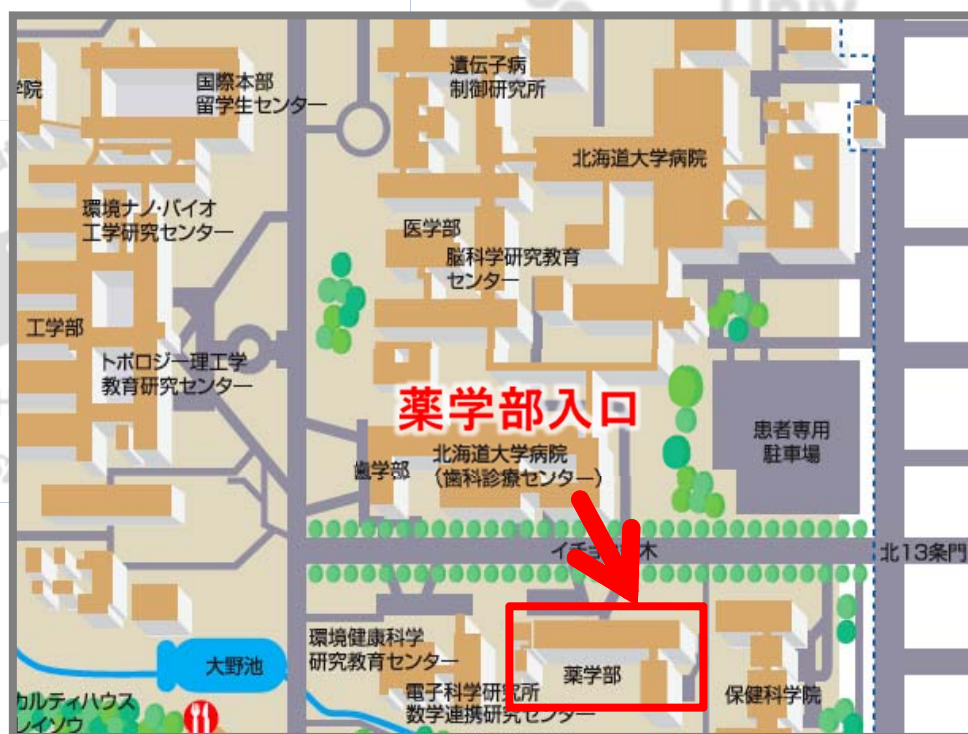 Univ
学院
国際本部
留学生センター
遺伝子病
制御研究所
北海道大学病院
環境ナノ・バイオ
工学研究センター
医学部
脳科学研究教育
センター
工学部
トポロジー理工学
教育研究センター
薬学部入口
患者専用
駐車場
歯学部
北海道大学病院
(歯科診療センター)
北13条門
環境健康科学
研究教育センター
大野池
薬学部
電子科学研究所
数学連携研究センター
保健科学院
カルティハウス
レイソウ